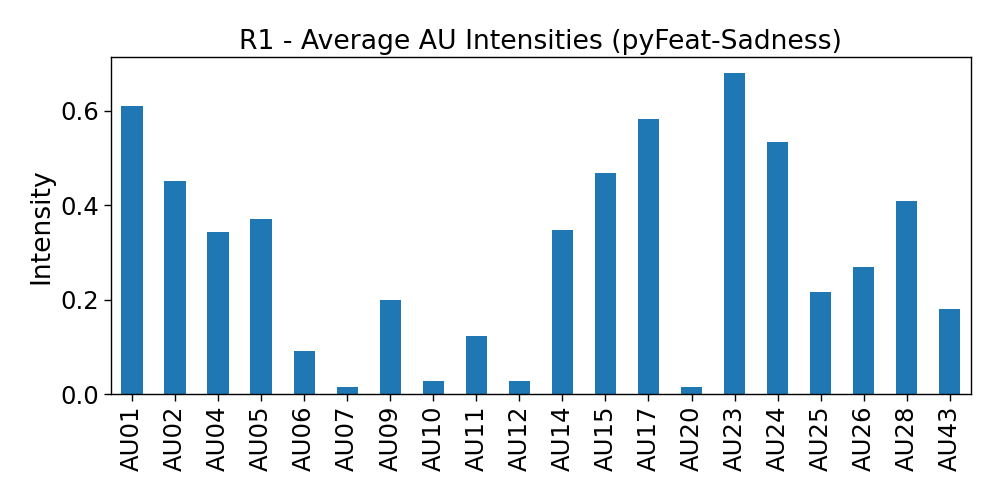 R1 - Average AU Intensities (pyFeat-Sadness)
Intensity
0.6
0.4
0.2
0.0
AU01
AU02
AU04
AU05
AU06
AU07
AU09
AU10
AU11
AU12
AU14
AU15
AU17
AU20
AU23
AU24
AU25
AU26
AU28
AU43